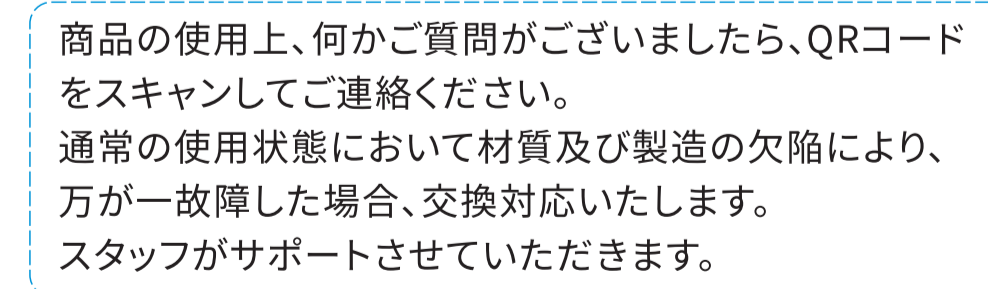 商品の使用上、何かご質問がございましたら、QRコード
をスキャンしてご連絡ください。
通常の使用状態において材質及び製造の欠陥により、
万が一故障した場合、交換対応いたします。
スタッフがサポートさせていただきます。